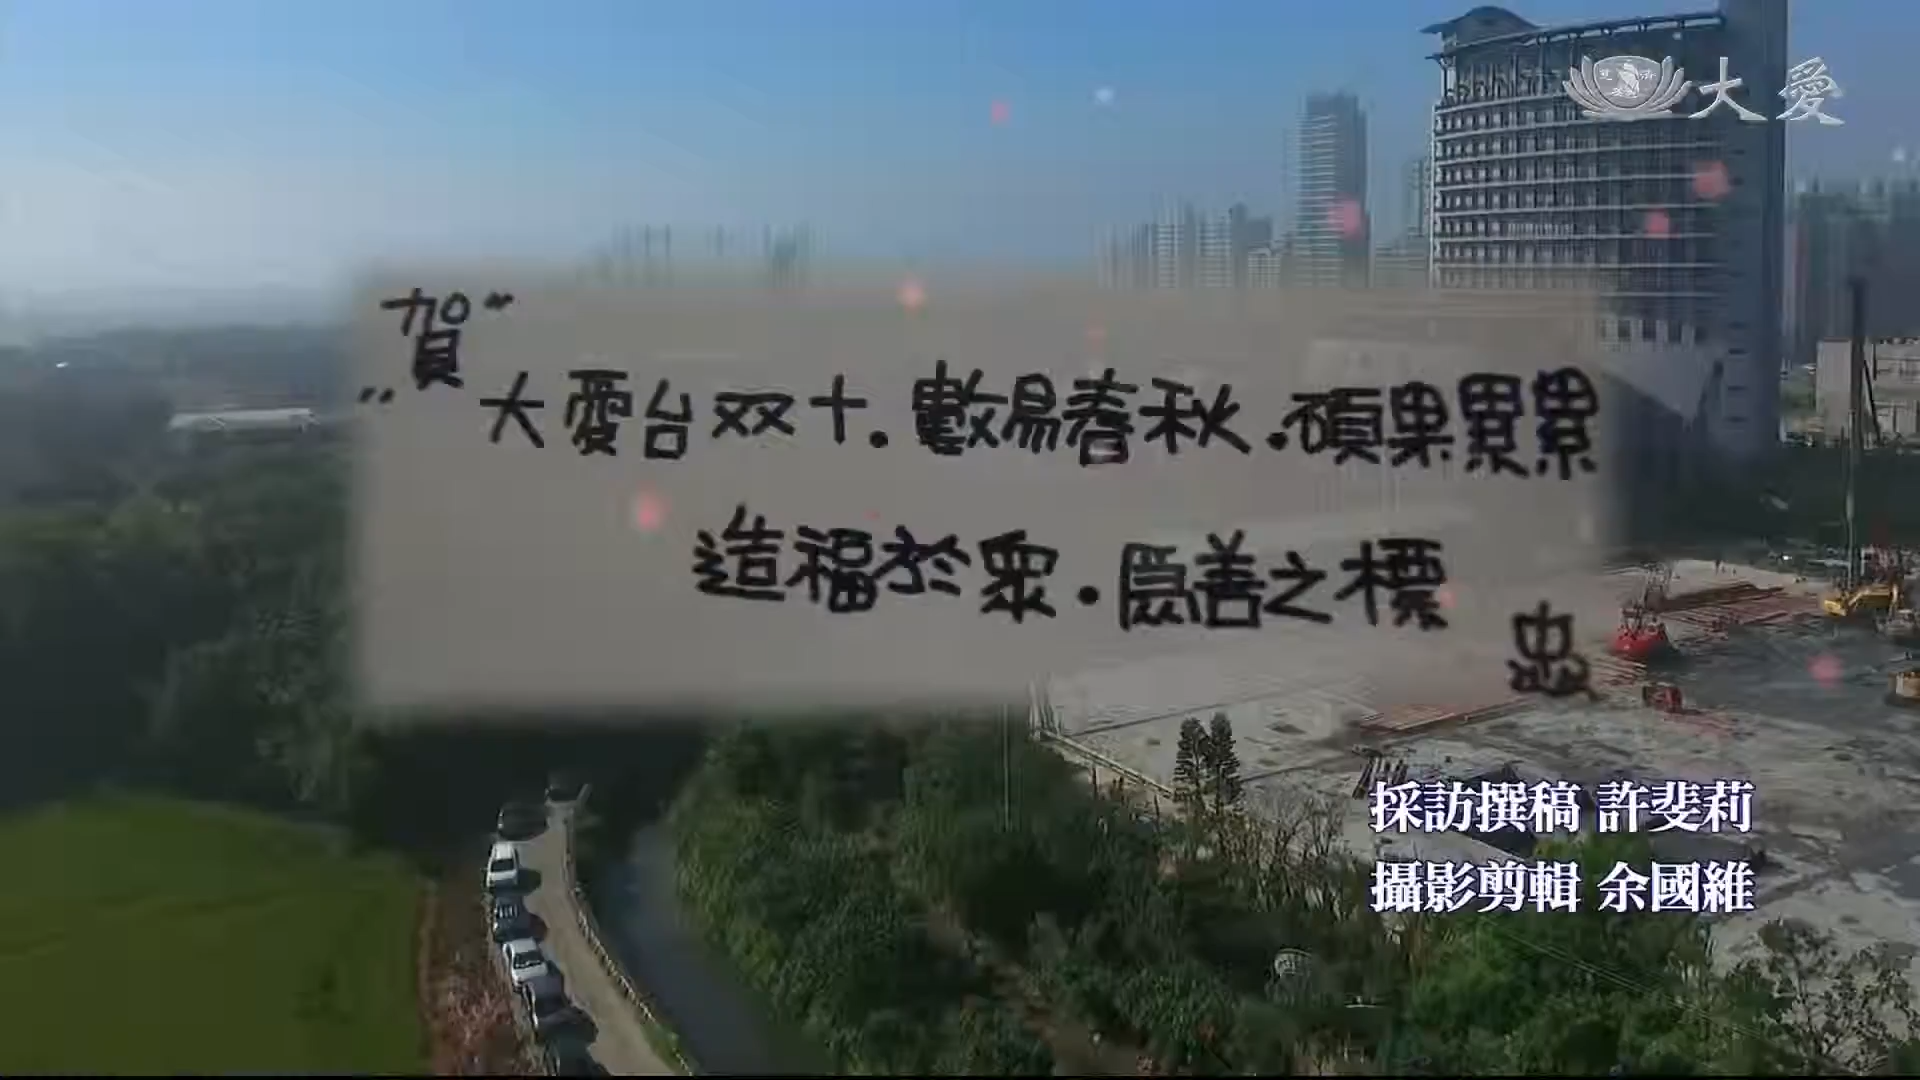 大愛
"賀"
大愛台双十.數易春秋.碩果累累
造福於眾.為善之標
忠
採訪撰稿 許斐莉
攝影剪輯 余國維